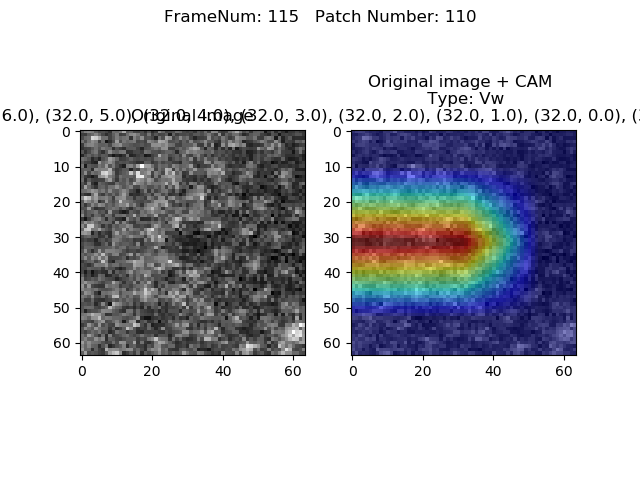 FrameNum: 115 Patch Number: 110
Original image + CAM
Type: Vw
6.0), (32.0, 5.0), (32.0, 4.0), (32.0, 3.0), (32.0, 2.0), (32.0, 1.0), (32.0, 0.0), (3
Original image
0
10
20
30
40
50
60
0 20 40 60
0
10
20
30
40
50
60
0 20 40 60